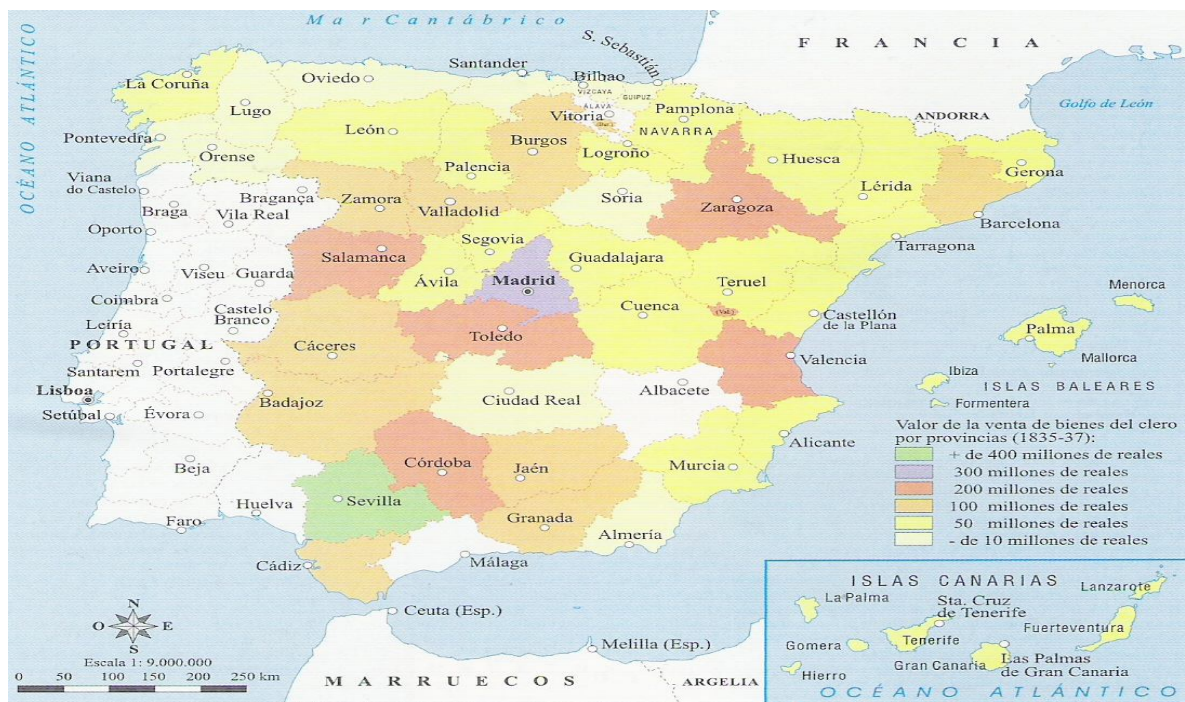 Mar Cantábrico
OCÉANO ATLÁNTICO
FRANCIA
Golfo de León
ANDORRA
La Coruña
Lugo
Oviedo
Santander
Bilbao
S. Sebastián
VIZCAYA
GUIPUZ
ÁLAVA
Vitoria
Pamplona
NAVARRA
Pontevedra
Orense
León
Palencia
Burgos
Logroño
Huesca
Lérida
Gerona
Viana
do Castelo
Bragança
Braga
Vila Real
Zamora
Valladolid
Soria
Zaragoza
Barcelona
Oporto
Tarragona
Aveiro
Viseu
Guarda
Salamanca
Segovia
Ávila
Guadalajara
Madrid
Teruel
Menorca
Coimbra
Castelo
Branco
Cuenca
(Val.)
Castellón
de la Plana
Palma
Mallorca
Leiría
PORTUGAL
Cáceres
Toledo
Valencia
Santarem
Portalegre
Ibiza
ISLAS BALEARES
Formentera
Lisboa
Setúbal
Évora
Badajoz
Ciudad Real
Albacete
Alicante
Beja
Córdoba
Jaén
Murcia
Huelva
Sevilla
Granada
Almería
Faro
Cádiz
Málaga
Ceuta (Esp.)
Melilla (Esp.)
MARRUECOS
ARGELIA
Valor de la venta de bienes del clero
por provincias (1835-37):
+ de 400 millones de reales
300 millones de reales
200 millones de reales
100 millones de reales
50 millones de reales
- de 10 millones de reales
N
O
E
S
Escala 1: 9.000.000
0 50 100 150 200 250 km
ISLAS CANARIAS
La Palma
Lanzarote
Sta. Cruz
de Tenerife
Gomera
Tenerife
Fuerteventura
Hierro
Gran Canaria
Las Palmas
de Gran Canaria
OCÉANO ATLÁNTICO